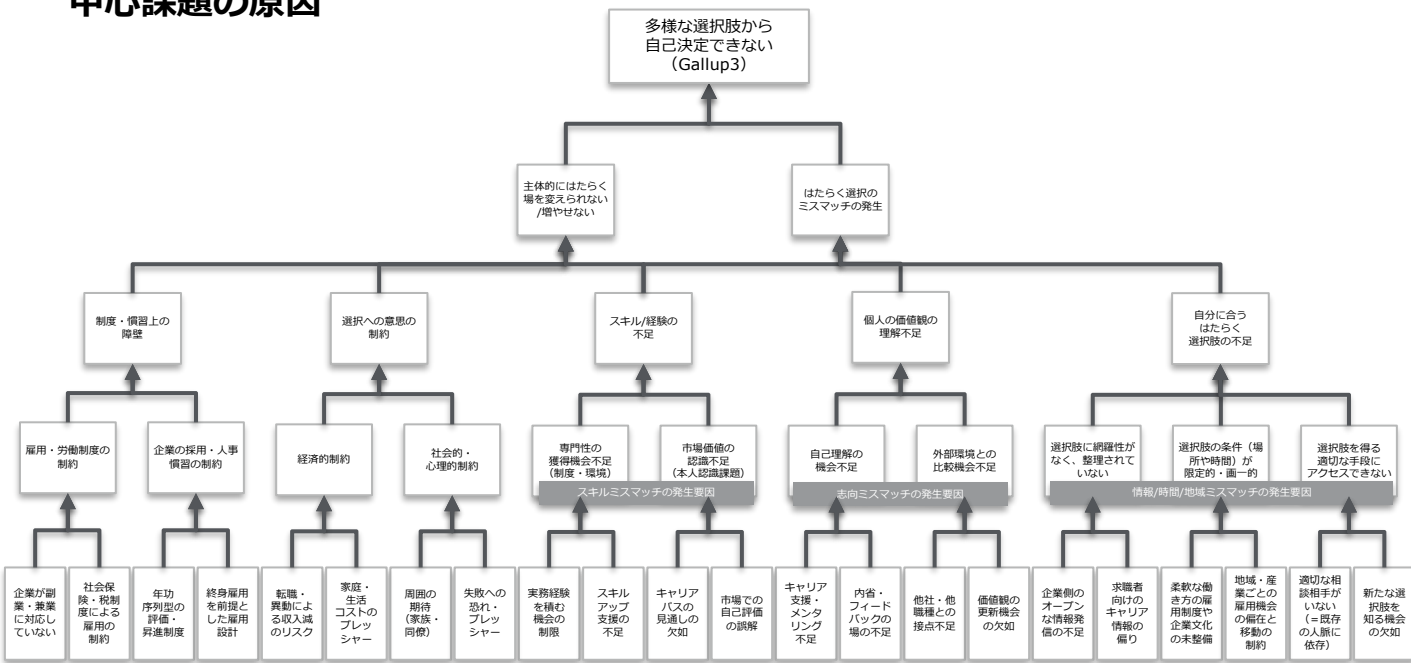 中心課題の原因
多様な選択肢から
自己決定できない
（Gallup3）
主体的にはたらく
場を変えられない
/増やせない
はたらく選択の
ミスマッチの発生
制度・慣習上の
障壁
選択への意思の
制約
スキル/経験の
不足
個人の価値観の
理解不足
自分に合う
はたらく
選択肢の不足
雇用・労働制度の
制約
企業の採用・人事
慣習の制約
経済的制約
社会的・
心理的制約
専門性の
獲得機会不足
（制度・環境）
市場価値の
認識不足
（本人認識課題）
スキルミスマッチの発生要因
自己理解の
機会不足
外部環境との
比較機会不足
志向ミスマッチの発生要因
選択肢に網羅性が
なく、整理されて
いない
選択肢の条件（場
所や時間）が
限定的・画一的
選択肢を得る
適切な手段に
アクセスできない
情報/時間/地域ミスマッチの発生要因
企業が副
業・兼業
に対応し
ていない
社会保
険・税制
度による
雇用の
制約
年功
序列型の
評価・
昇進制度
終身雇用
を前提と
した雇用
設計
転職・
異動によ
る収入減
のリスク
家庭・
生活
コストの
プレッ
シャー
周囲の
期待
（家族・
同僚）
失敗への
恐れ・
プレッ
シャー
実務経験
を積む
機会の
制限
スキル
アップ
支援の
不足
キャリア
パスの
見通しの
欠如
市場での
自己評価
の誤解
キャリア
支援・
メンタ
リング
不足
内省・
フィード
バックの
場の不足
他社・他
職種との
接点不足
価値観の
更新機会
の欠如
企業側の
オープン
な情報発
信の不足
求職者
向けの
キャリア
情報の
偏り
柔軟な働
き方の雇
用制度や
企業文化
の未整備
地域・産
業ごとの
雇用機会
の偏在と
移動の
制約
適切な相
談相手が
いない
（＝既存
の人脈に
依存）
新たな選
択肢を
知る機会
の欠如